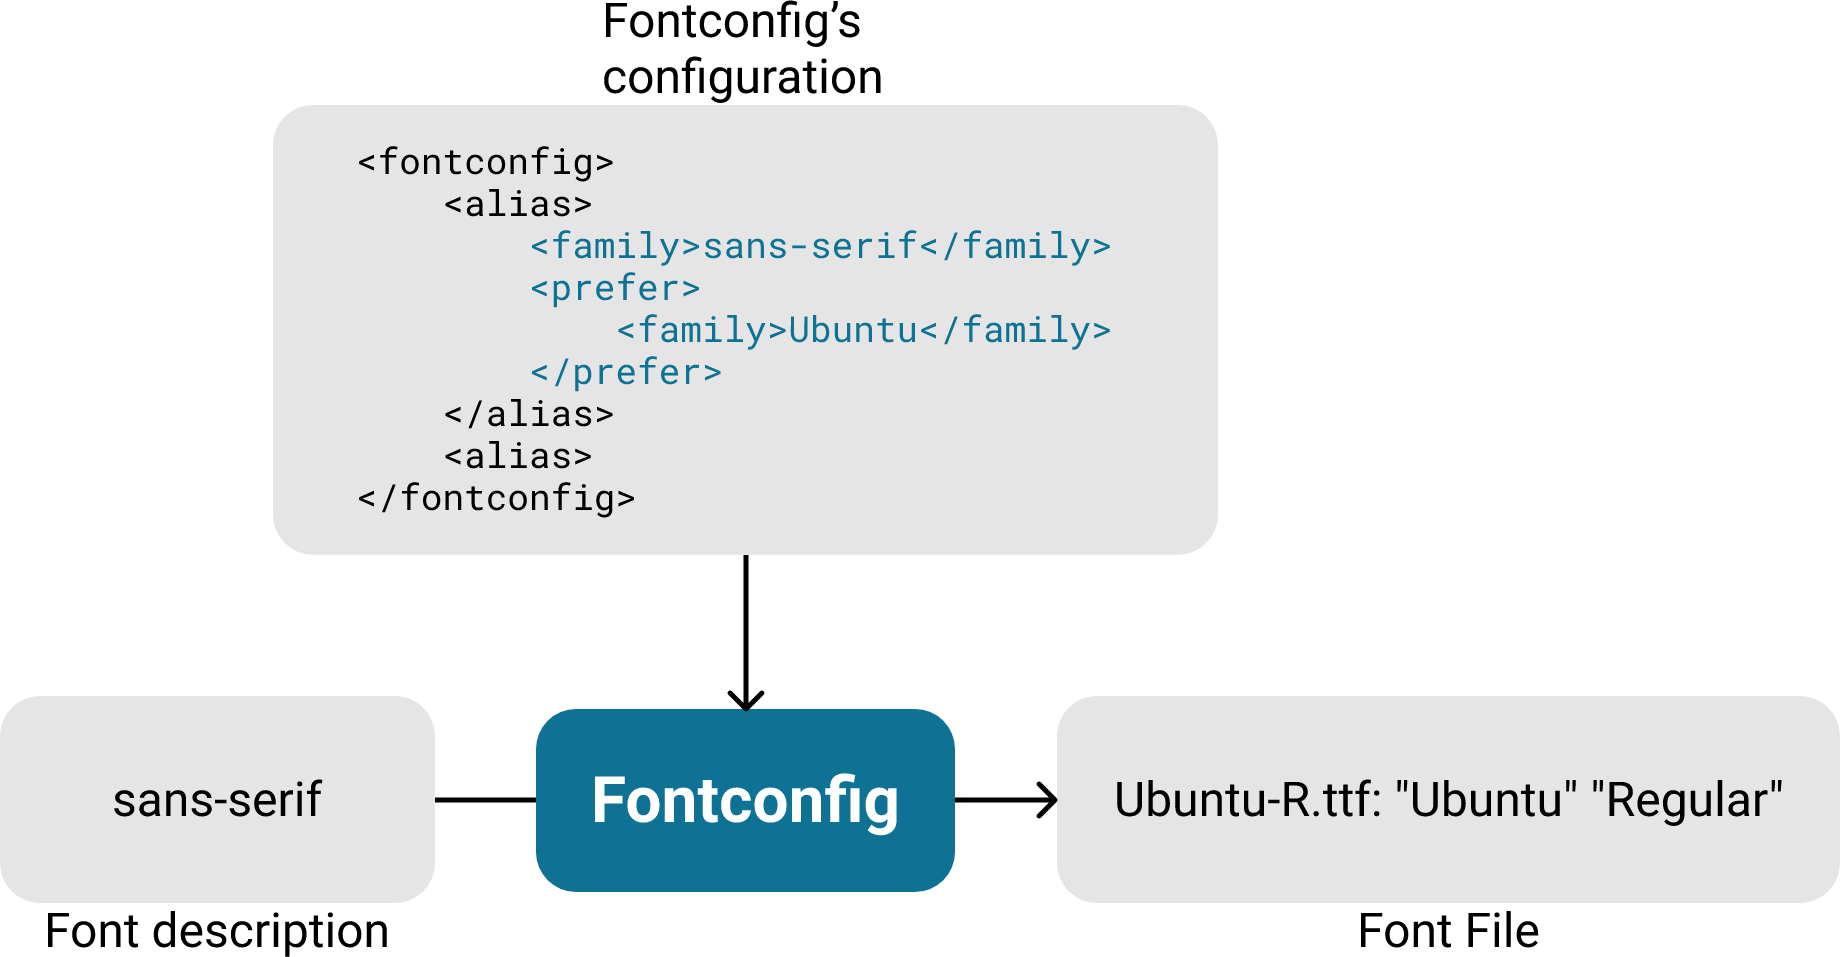 Fontconfig’s
configuration
<fontconfig>
    <alias>
        <family>sans-serif</family>
        <prefer>
            <family>Ubuntu</family>
        </prefer>
    </alias>
    <alias>
</fontconfig>
sans-serif
Fontconfig
Ubuntu-R.ttf: "Ubuntu" "Regular"
Font description
Font File